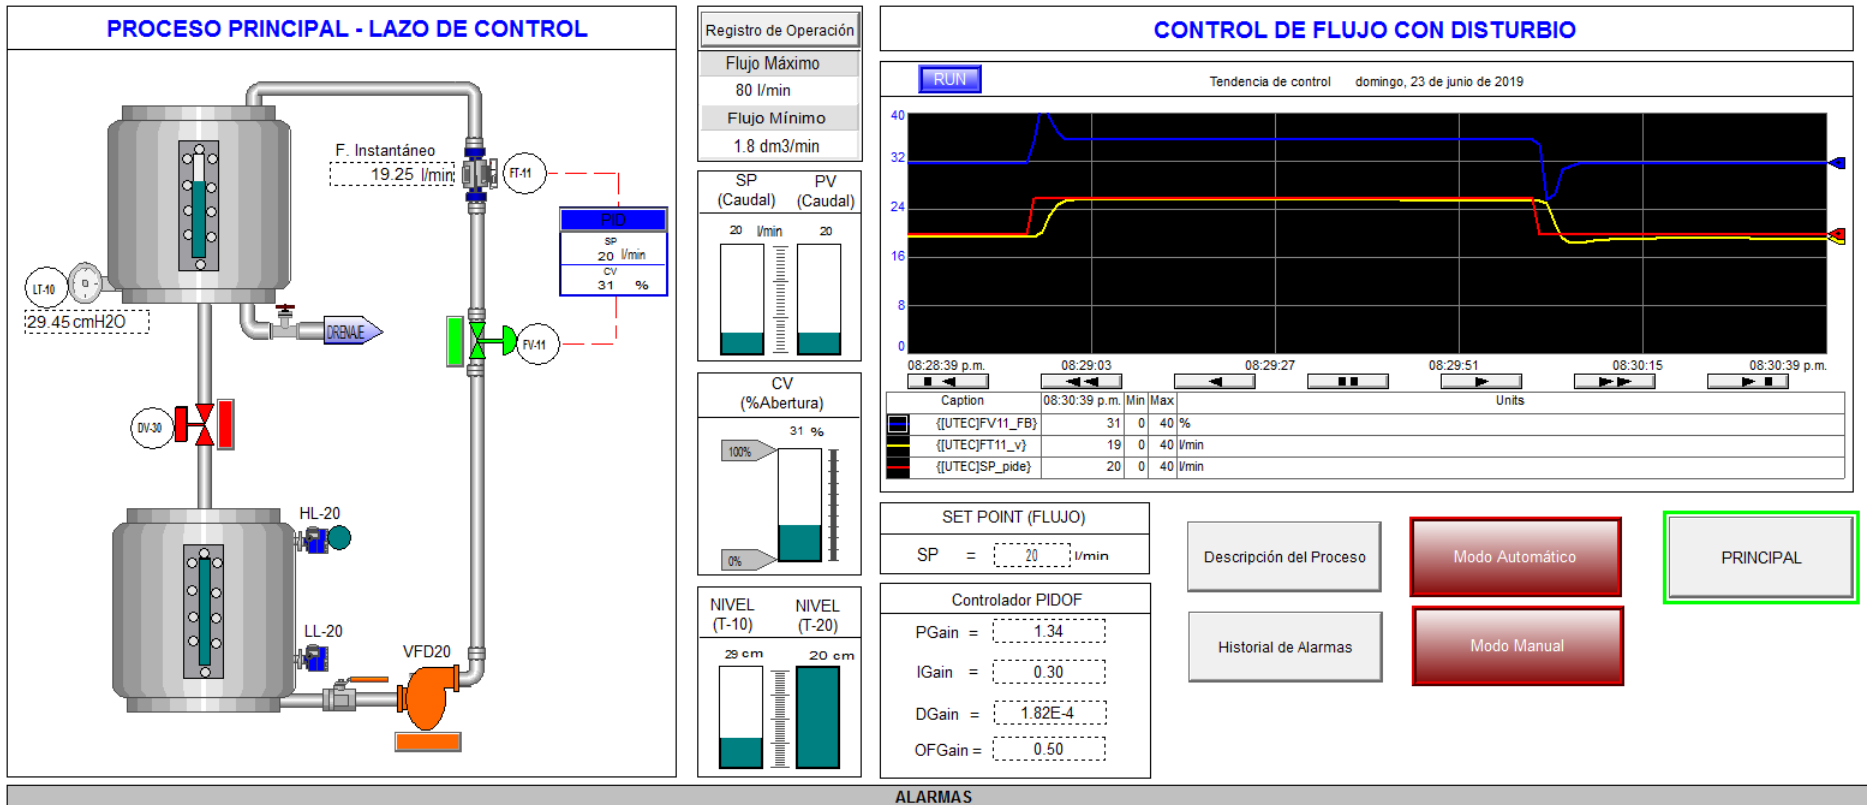 PROCESO PRINCIPAL - LAZO DE CONTROL
F. Instantáneo
19.25 l/min
FT-11
PID
SP
20 l/min
CV
31 %
LT-10
29.45 cmH2O
DRENAJE
FV-11
DV-30
HL-20
LL-20
VFD20
Registro de Operación
Flujo Máximo
80 l/min
Flujo Mínimo
1.8 dm3/min
SP PV
(Caudal) (Caudal)
20 l/min 20
CV
(%Abertura)
31 %
100%
0%
NIVEL NIVEL
(T-10) (T-20)
29 cm 20 cm
CONTROL DE FLUJO CON DISTURBIO
RUN
Tendencia de control domingo, 23 de junio de 2019
40
32
24
16
8
0
08:28:39 p.m. 08:29:03 08:29:27 08:29:51 08:30:15 08:30:39 p.m.
Caption 08:30:39 p.m. Min Max Units
{[UTEC]FV11_FB} 31 0 40 %
{[UTEC]FT11_v} 19 0 40 l/min
{[UTEC]SP_pide} 20 0 40 l/min
SET POINT (FLUJO)
SP = 20 l/min
Controlador PIDOF
PGain = 1.34
IGain = 0.30
DGain = 1.82E-4
OFGain = 0.50
Descripción del Proceso
Modo Automático
PRINCIPAL
Historial de Alarmas
Modo Manual
ALARMAS